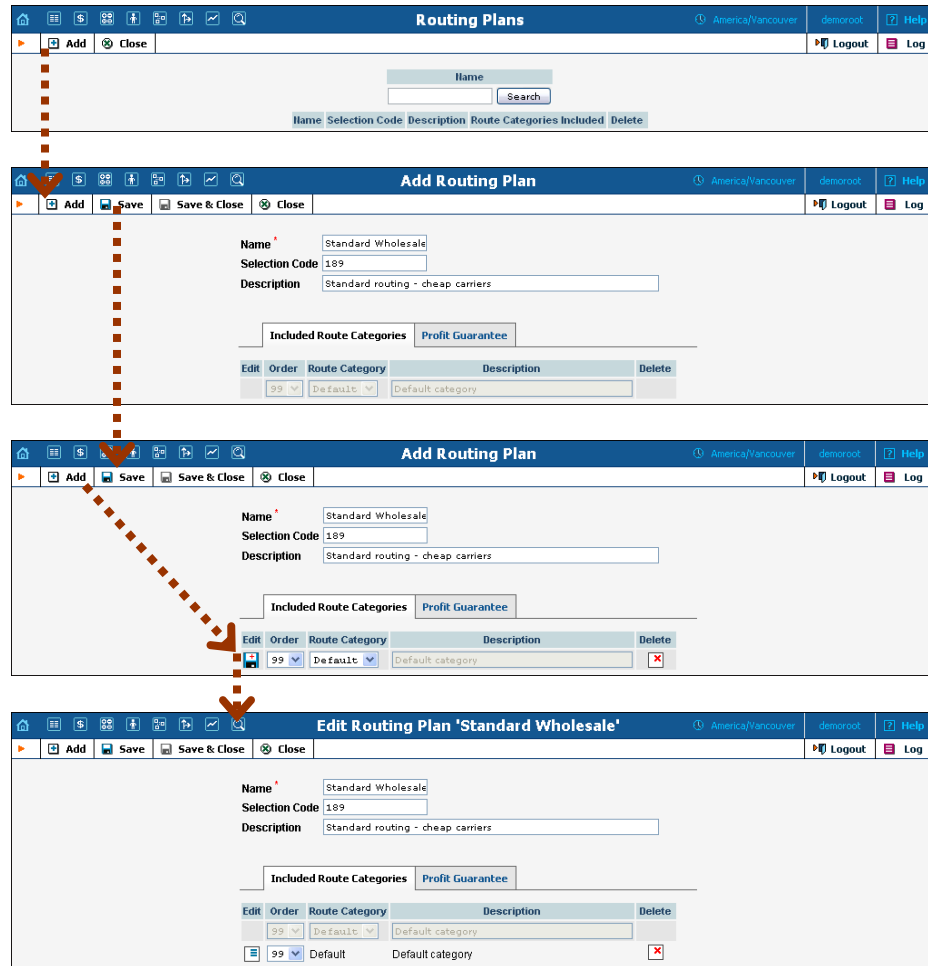 Routing Plans America/Vancouver demoroot ? Help
Add Close Logout Log
Name
Search
Name Selection Code Description Route Categories Included Delete
Add Routing Plan America/Vancouver demoroot ? Help
Add Save Save & Close Close Logout Log
Name * Standard Wholesale
Selection Code 189
Description Standard routing - cheap carriers
Included Route Categories Profit Guarantee
Edit Order Route Category Description Delete
99 Default Default category
Add Routing Plan America/Vancouver demoroot ? Help
Add Save Save & Close Close Logout Log
Name * Standard Wholesale
Selection Code 189
Description Standard routing - cheap carriers
Included Route Categories Profit Guarantee
Edit Order Route Category Description Delete
99 Default Default category
Edit Routing Plan 'Standard Wholesale' America/Vancouver demoroot ? Help
Add Save Save & Close Close Logout Log
Name * Standard Wholesale
Selection Code 189
Description Standard routing - cheap carriers
Included Route Categories Profit Guarantee
Edit Order Route Category Description Delete
99 Default Default category
99 Default Default category